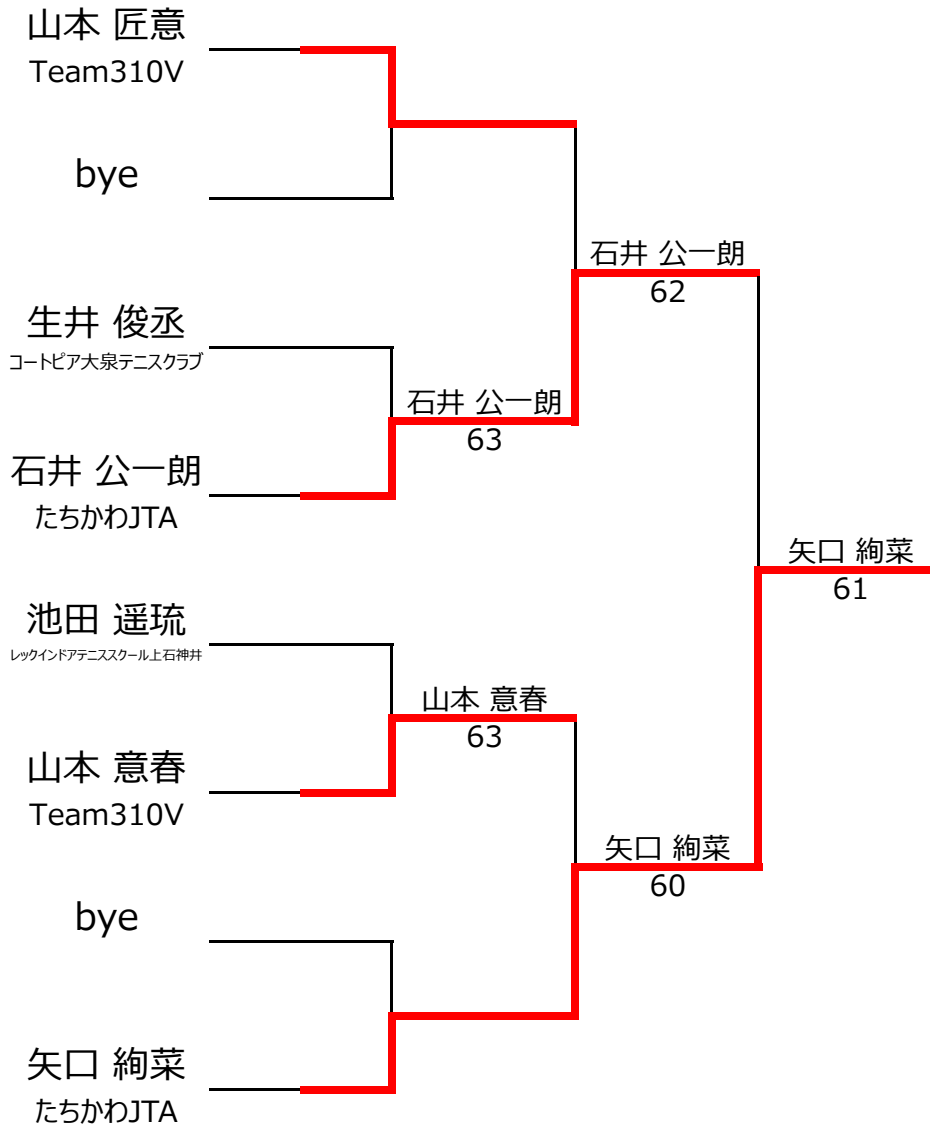 山本 匠意
Team310V
bye
生井 俊丞
コートピア大泉テニスクラブ
石井 公一朗
たちかわJTA
池田 遥琉
レックインドアテニススクール上石神井
山本 意春
Team310V
bye
矢口 絢菜
たちかわJTA
石井 公一朗
63
山本 意春
63
石井 公一朗
62
矢口 絢菜
60
矢口 絢菜
61